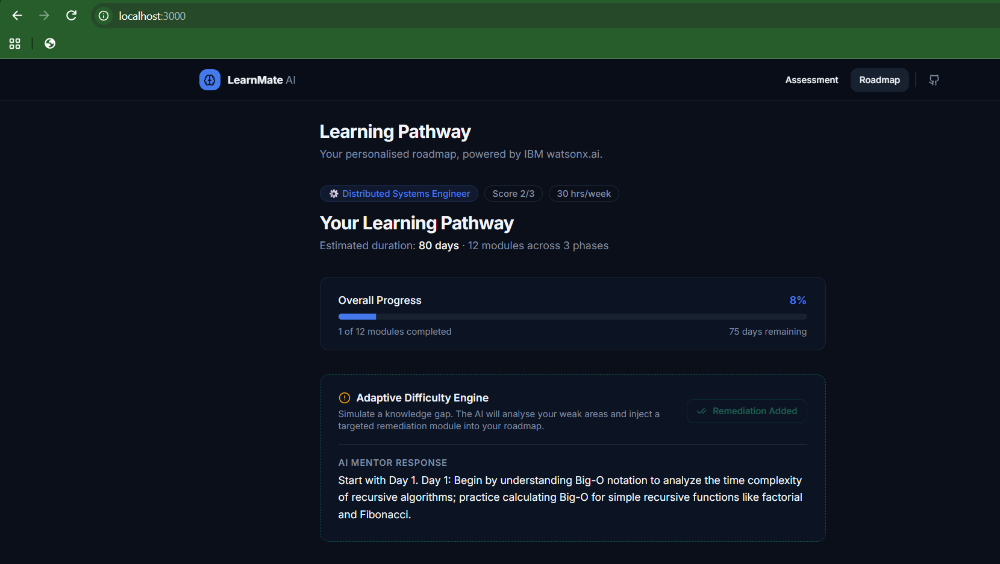 localhost:3000
LearnMate AI
Assessment
Roadmap
Learning Pathway
Your personalised roadmap, powered by IBM watsonx.ai.
Distributed Systems Engineer
Score 2/3
30 hrs/week
Your Learning Pathway
Estimated duration: 80 days · 12 modules across 3 phases
Overall Progress
8%
1 of 12 modules completed
75 days remaining
Adaptive Difficulty Engine
Simulate a knowledge gap. The AI will analyse your weak areas and inject a
targeted remediation module into your roadmap.
Remediation Added
AI MENTOR RESPONSE
Start with Day 1. Day 1: Begin by understanding Big-O notation to analyze the time complexity
of recursive algorithms; practice calculating Big-O for simple recursive functions like factorial
and Fibonacci.